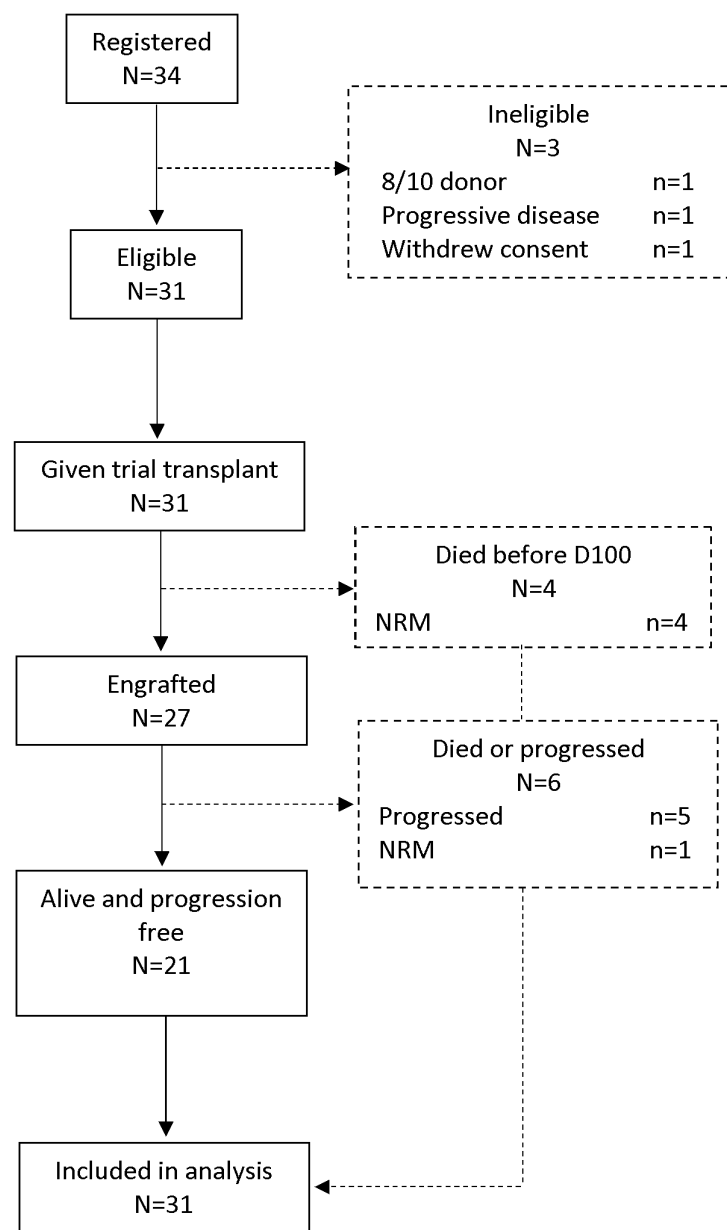 Registered
N=34
Ineligible
N=3
8/10 donor n=1
Progressive disease n=1
Withdrew consent n=1
Eligible
N=31
Given trial transplant
N=31
Died before D100
N=4
NRM n=4
Engrafted
N=27
Died or progressed
N=6
Progressed n=5
NRM n=1
Alive and progression
free
N=21
Included in analysis
N=31